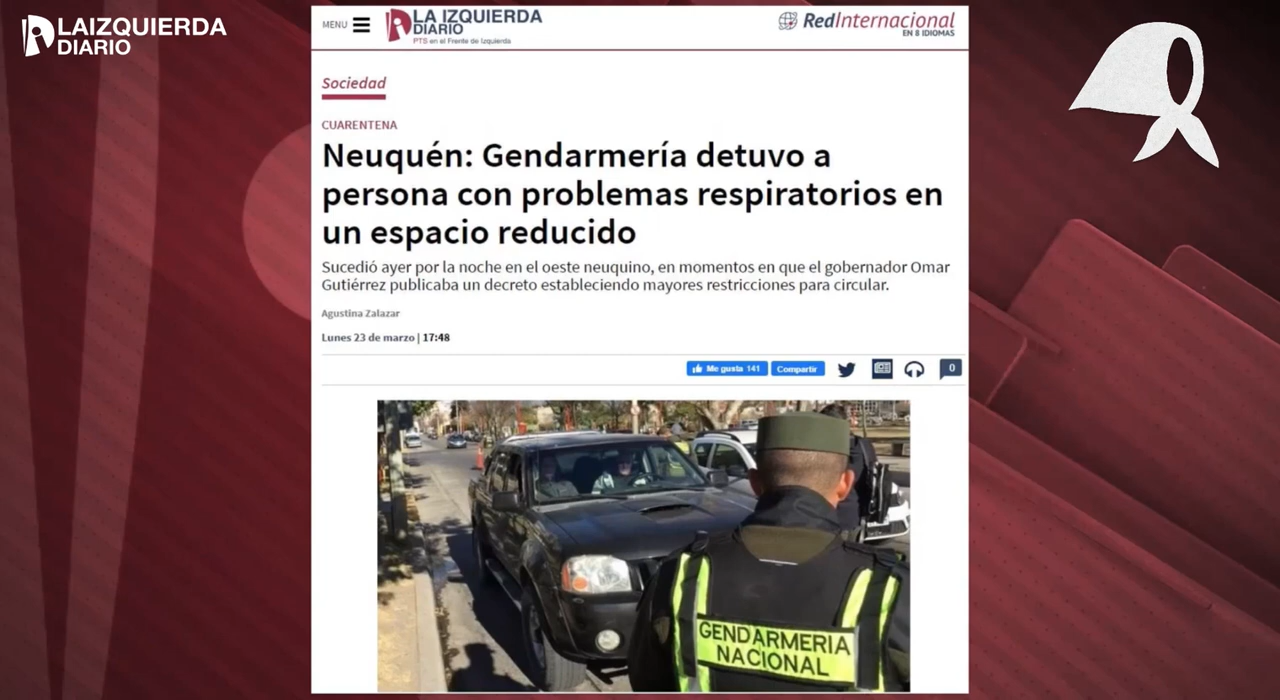 LAIZQUIERDA
DIARIO
MENU
LA IZQUIERDA
DIARIO
PTS en el Frente de Izquierda
RedInternacional
EN 8 IDIOMAS
Sociedad
CUARENTENA
Neuquén: Gendarmería detuvo a
persona con problemas respiratorios en
un espacio reducido
Sucedió ayer por la noche en el oeste neuquino, en momentos en que el gobernador Omar
Gutiérrez publicaba un decreto estableciendo mayores restricciones para circular.
Agustina Zalazar
Lunes 23 de marzo | 17:48
Me gusta 141
Compartir
0
GENDARMERIA
NACIONAL